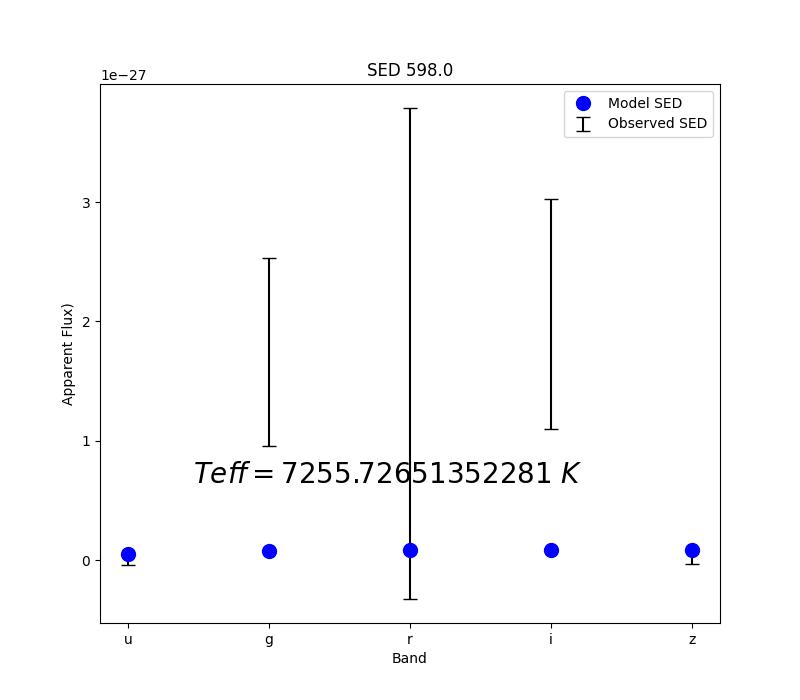 SED 598.0
1e−27
Model SED
Observed SED
3
2
1
0
Apparent Flux)
Teff = 7255.72651352281 K
u g r i z
Band